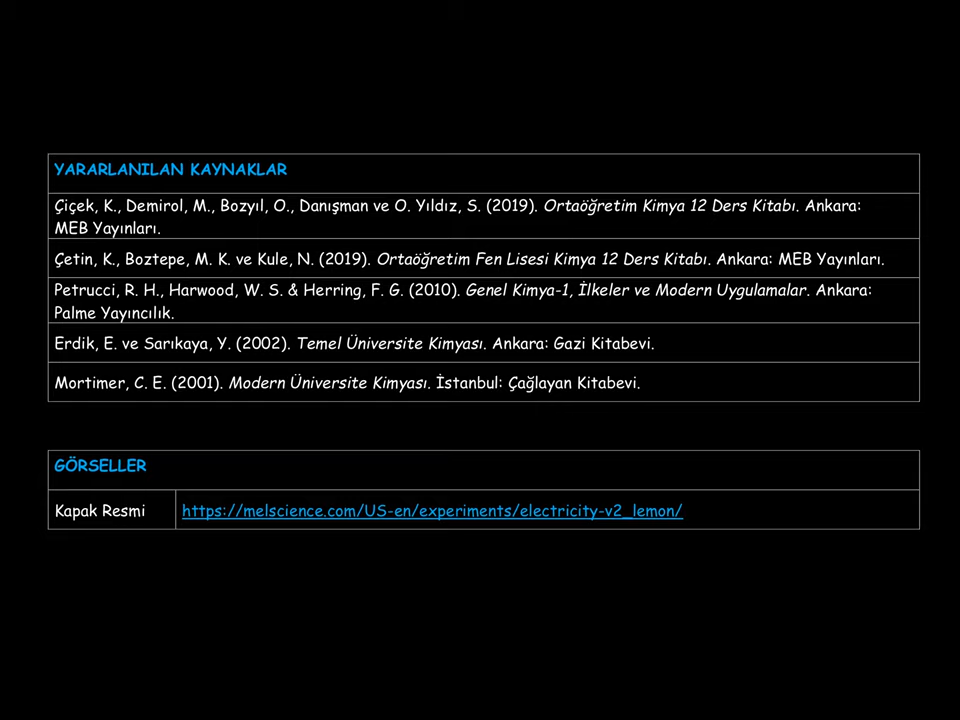 YARARLANILAN KAYNAKLAR
Çiçek, K., Demirol, M., Bozyıl, O., Danışman ve O. Yıldız, S. (2019). Ortaöğretim Kimya 12 Ders Kitabı. Ankara:
MEB Yayınları.
Çetin, K., Boztepe, M. K. ve Kule, N. (2019). Ortaöğretim Fen Lisesi Kimya 12 Ders Kitabı. Ankara: MEB Yayınları.
Petrucci, R. H., Harwood, W. S. & Herring, F. G. (2010). Genel Kimya-1, İlkeler ve Modern Uygulamalar. Ankara:
Palme Yayıncılık.
Erdik, E. ve Sarıkaya, Y. (2002). Temel Üniversite Kimyası. Ankara: Gazi Kitabevi.
Mortimer, C. E. (2001). Modern Üniversite Kimyası. İstanbul: Çağlayan Kitabevi.
GÖRSELLER
Kapak Resmi https://melscience.com/US-en/experiments/electricity-v2_lemon/